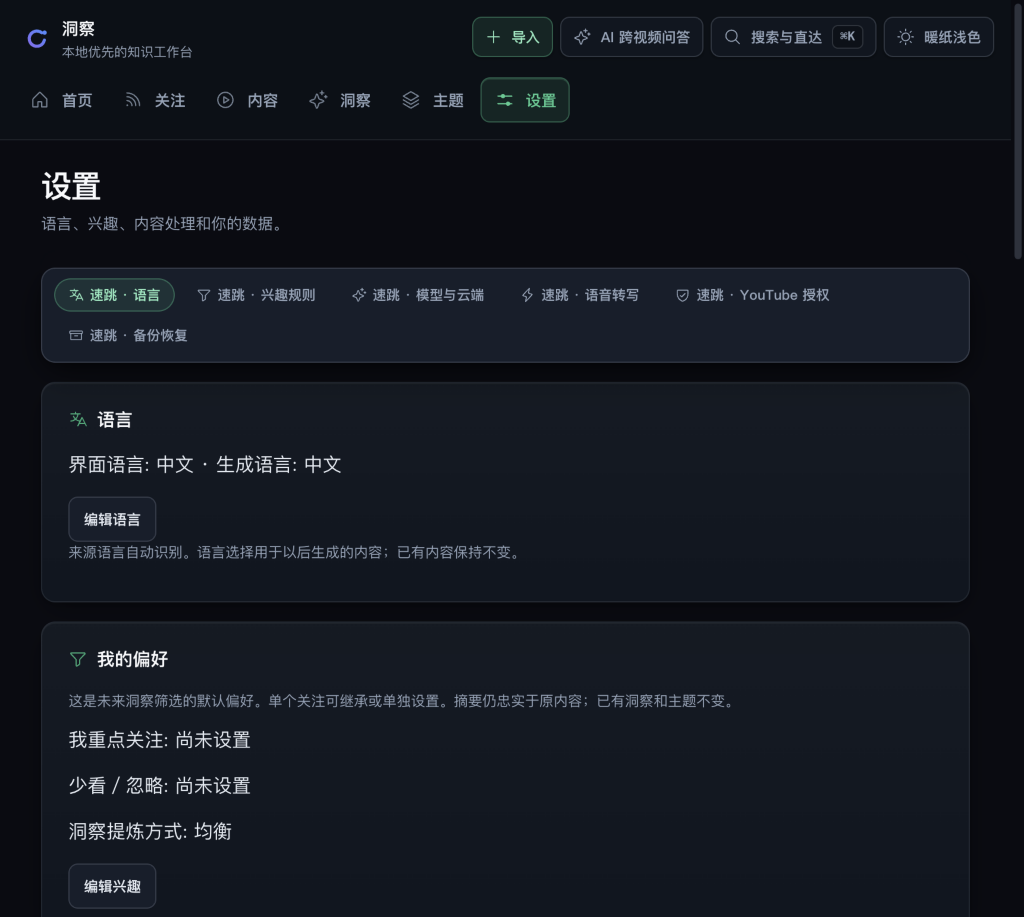 洞察
本地优先的知识工作台
导入
AI 跨视频问答
搜索与直达 ⌘K
暖纸浅色
首页
关注
内容
洞察
主题
设置
设置
语言、兴趣、内容处理和你的数据。
速跳 · 语言
速跳 · 兴趣规则
速跳 · 模型与云端
速跳 · 语音转写
速跳 · YouTube 授权
速跳 · 备份恢复
语言
界面语言: 中文 · 生成语言: 中文
编辑语言
来源语言自动识别。语言选择用于以后生成的内容；已有内容保持不变。
我的偏好
这是未来洞察筛选的默认偏好。单个关注可继承或单独设置。摘要仍忠实于原内容；已有洞察和主题不变。
我重点关注: 尚未设置
少看 / 忽略: 尚未设置
洞察提炼方式: 均衡
编辑兴趣